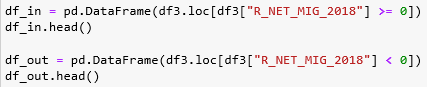 df_in = pd.DataFrame(df3.loc[df3["R_NET_MIG_2018"] >= 0])
df_in.head()
df_out = pd.DataFrame(df3.loc[df3["R_NET_MIG_2018"] < 0])
df_out.head()